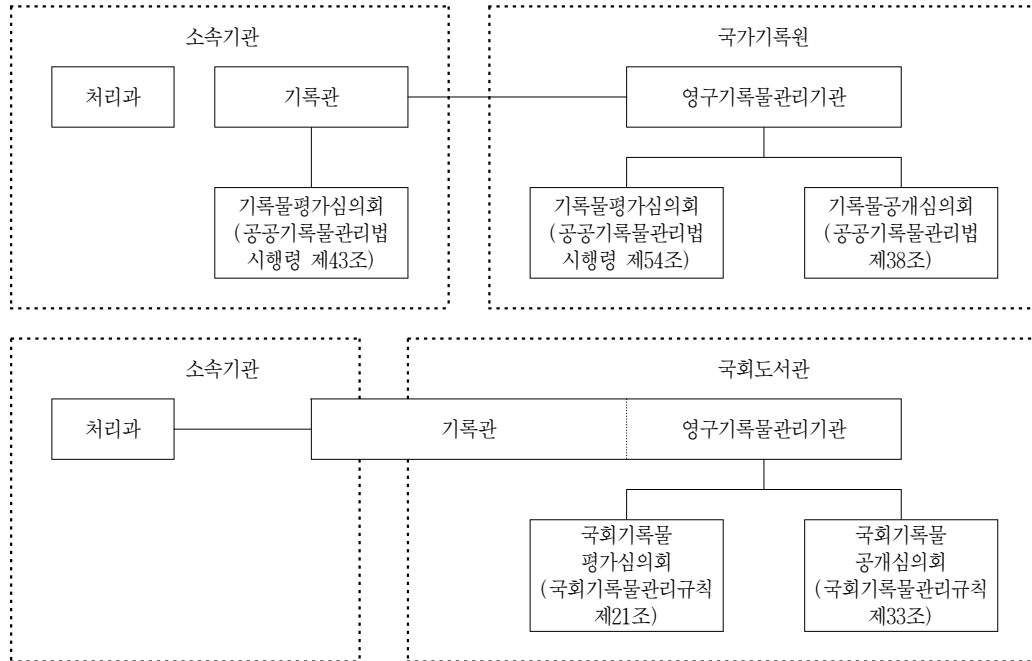 소속기관
국가기록원
처리과
기록관
영구기록물관리기관
기록물평가심의회
(공공기록물관리법
시행령 제43조)
기록물평가심의회
(공공기록물관리법
시행령 제54조)
기록물공개심의회
(공공기록물관리법
제38조)
소속기관
국회도서관
처리과
기록관
영구기록물관리기관
국회기록물
평가심의회
(국회기록물관리규칙
제21조)
국회기록물
공개심의회
(국회기록물관리규칙
제33조)